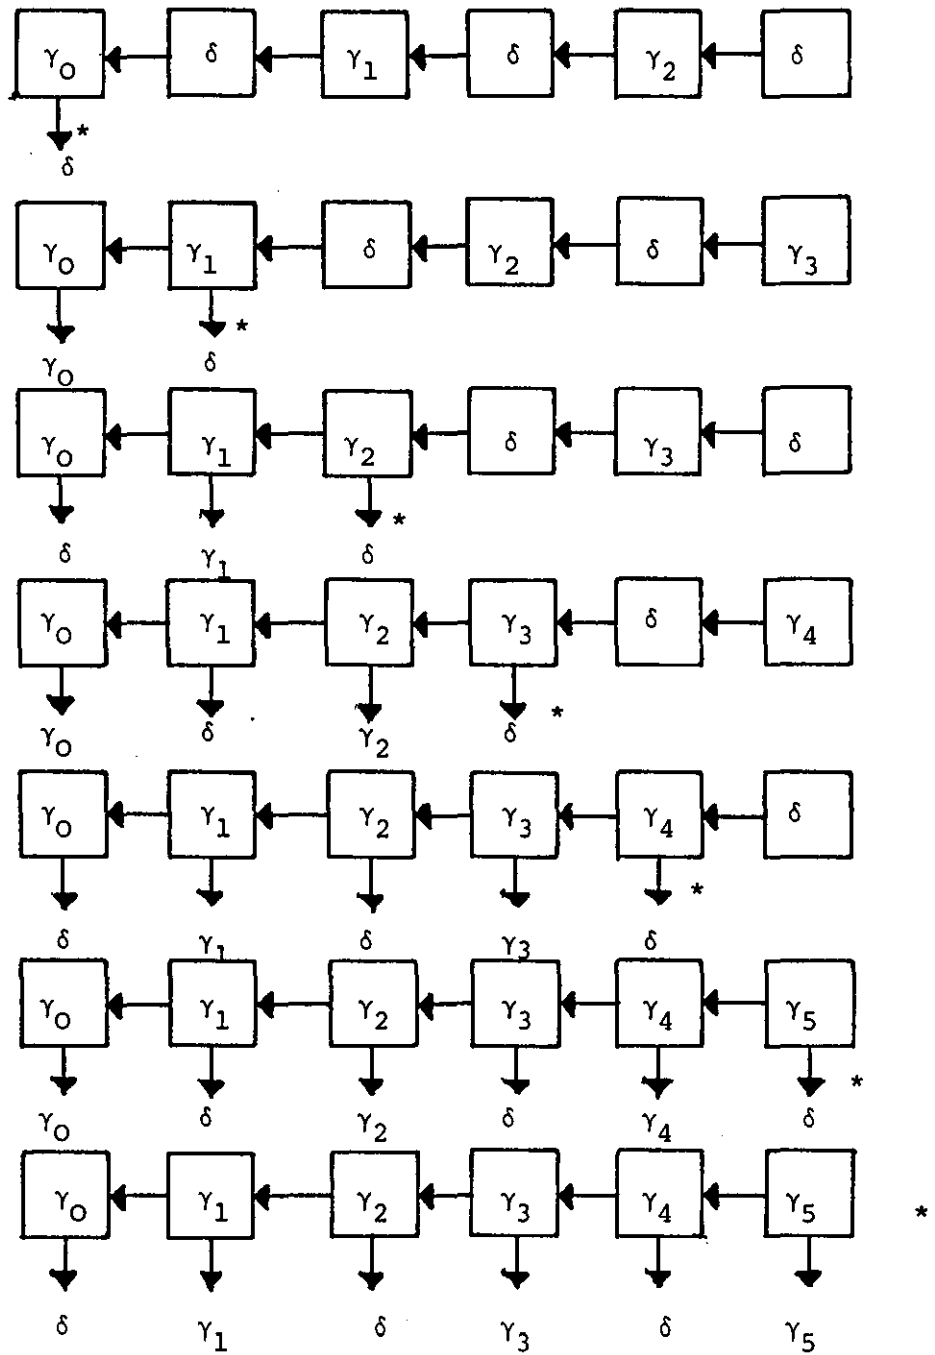 γ0 δ γ1 δ γ2 δ
*
δ
γ0 γ1 δ γ2 δ γ3
*
γ0 δ
γ0 γ1 γ2 δ γ3 δ
*
δ γ1 δ
γ0 γ1 γ2 γ3 δ γ4
*
γ0 δ γ2 δ
γ0 γ1 γ2 γ3 γ4 δ
*
δ γ1 δ γ3 δ
γ0 γ1 γ2 γ3 γ4 γ5
*
γ0 δ γ2 δ γ4 δ
γ0 γ1 γ2 γ3 γ4 γ5 *
δ γ1 δ γ3 δ γ5